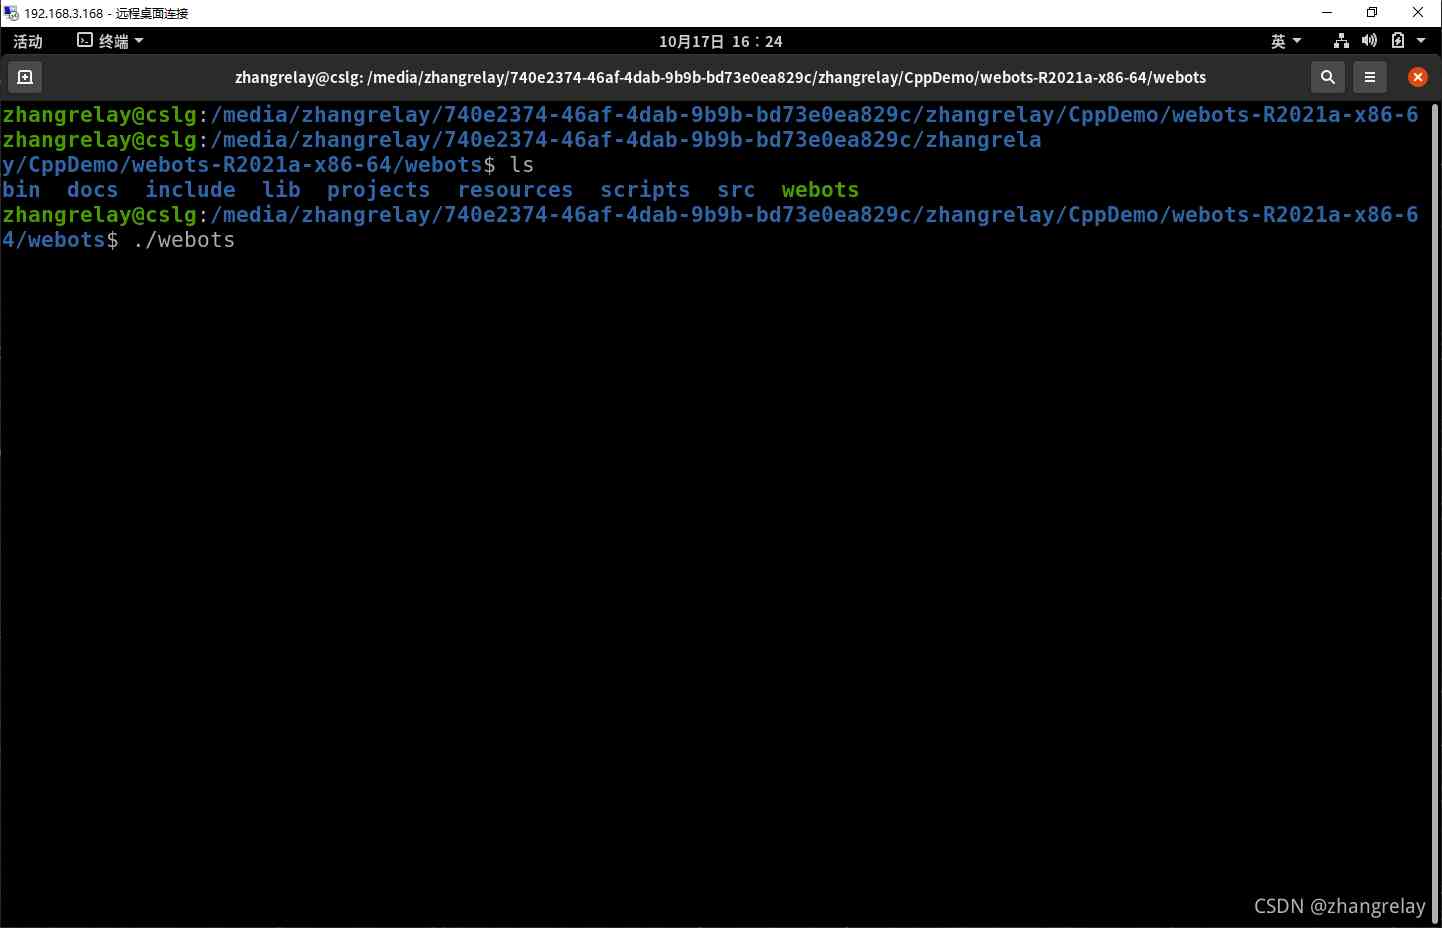 192.168.3.168 - 远程桌面连接
活动 终端 10月17日 16：24 英
zhangrelay@cslg: /media/zhangrelay/740e2374-46af-4dab-9b9b-bd73e0ea829c/zhangrelay/CppDemo/webots-R2021a-x86-64/webots
zhangrelay@cslg:/media/zhangrelay/740e2374-46af-4dab-9b9b-bd73e0ea829c/zhangrelay/CppDemo/webots-R2021a-x86-6
zhangrelay@cslg:/media/zhangrelay/740e2374-46af-4dab-9b9b-bd73e0ea829c/zhangrela
y/CppDemo/webots-R2021a-x86-64/webots$ ls
bin docs include lib projects resources scripts src webots
zhangrelay@cslg:/media/zhangrelay/740e2374-46af-4dab-9b9b-bd73e0ea829c/zhangrelay/CppDemo/webots-R2021a-x86-6
4/webots$ ./webots
CSDN @zhangrelay